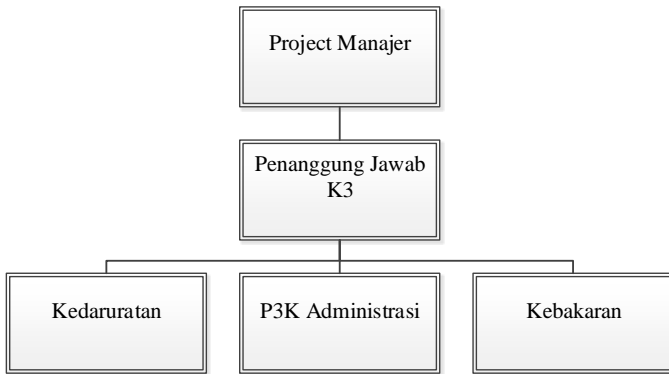 Project Manajer
Penanggung Jawab
K3
Kedaruratan
P3K Administrasi
Kebakaran